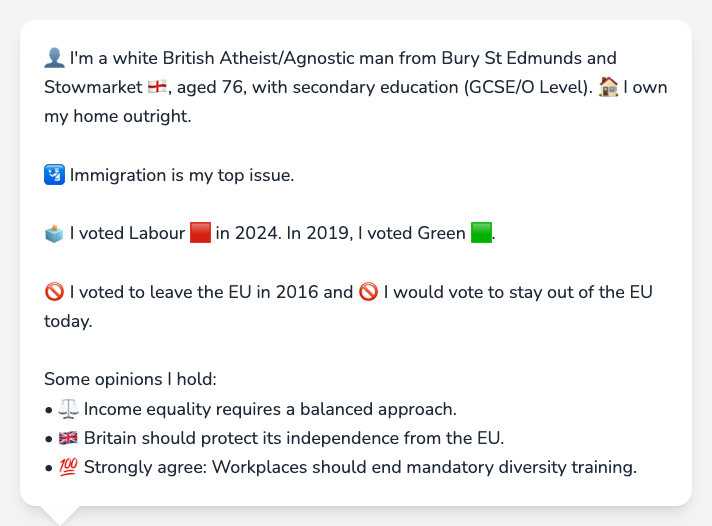 👤 I'm a white British Atheist/Agnostic man from Bury St Edmunds and
Stowmarket 🏴󠁧󠁢󠁥󠁮󠁧󠁿, aged 76, with secondary education (GCSE/O Level). 🏠 I own
my home outright.
🛂 Immigration is my top issue.
🗳️ I voted Labour 🟥 in 2024. In 2019, I voted Green 🟩.
🚫 I voted to leave the EU in 2016 and 🚫 I would vote to stay out of the EU
today.
Some opinions I hold:
• ⚖️ Income equality requires a balanced approach.
• 🇬🇧 Britain should protect its independence from the EU.
• 💯 Strongly agree: Workplaces should end mandatory diversity training.